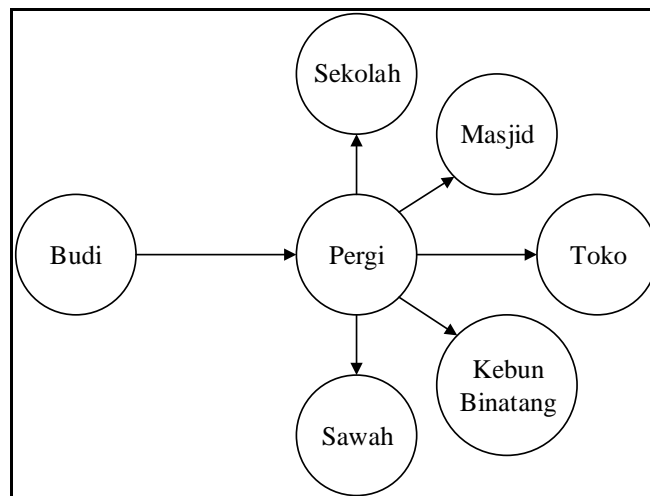 Sekolah
Masjid
Budi
Pergi
Toko
Kebun
Binatang
Sawah